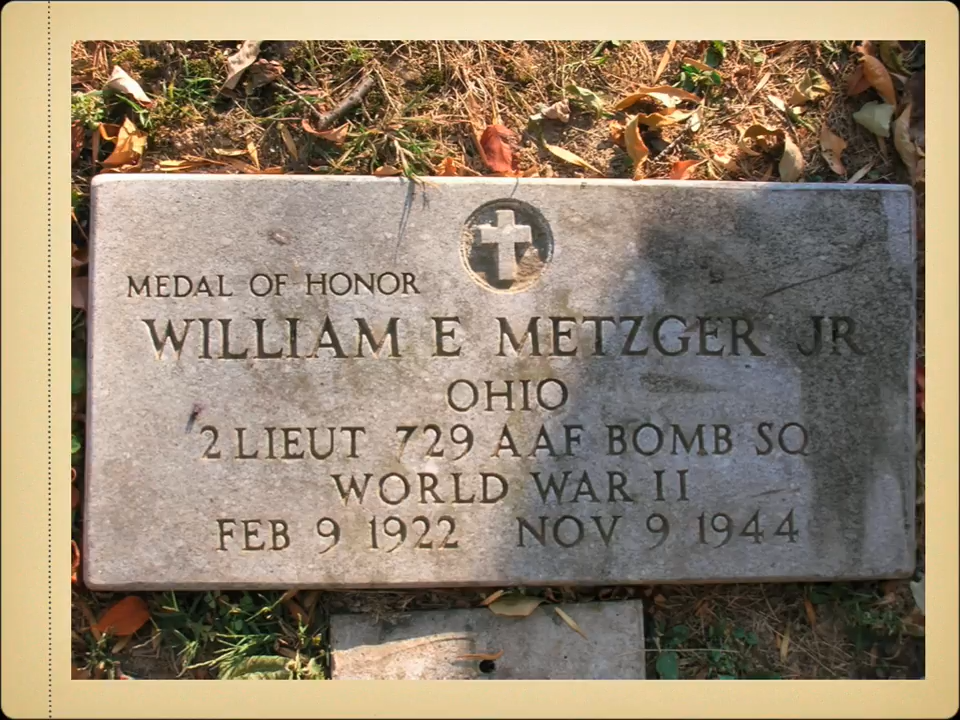 MEDAL OF HONOR
WILLIAM E METZGER JR
OHIO
2 LIEUT 729 AAF BOMB SQ
WORLD WAR II
FEB 9 1922 NOV 9 1944